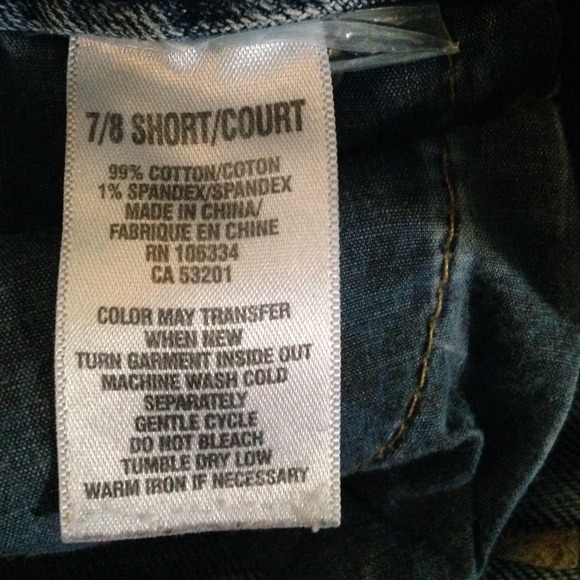 7/8 SHORT/COURT
99% COTTON/COTON
1% SPANDEX/SPANDEX
MADE IN CHINA/
FABRIQUE EN CHINE
RN 106334
CA 53201
COLOR MAY TRANSFER
WHEN NEW
TURN GARMENT INSIDE OUT
MACHINE WASH COLD
SEPARATELY
GENTLE CYCLE
DO NOT BLEACH
TUMBLE DRY LOW
WARM IRON IF NECESSARY